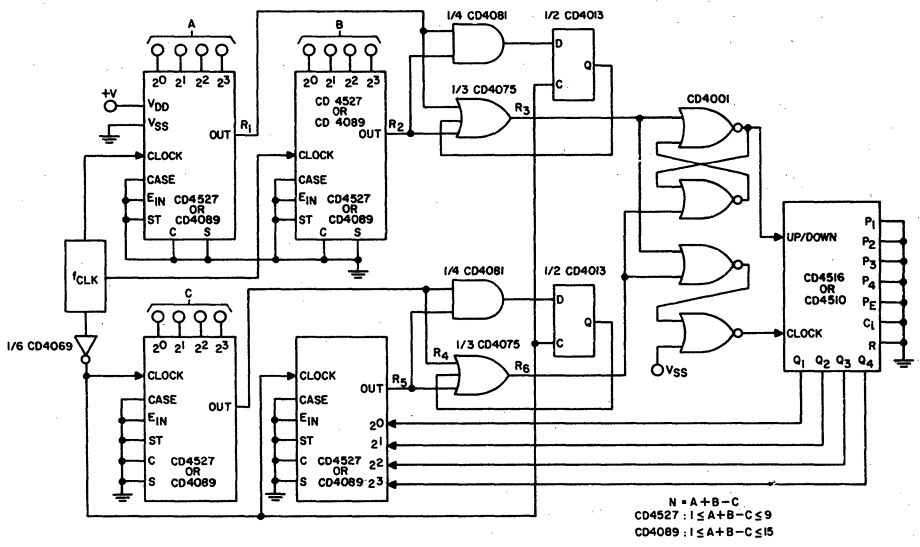 A
B
1/4 CD4081
1/2 CD4013
2⁰ 2¹ 2² 2³
2⁰ 2¹ 2² 2³
D
Q
C
+V
V_DD
V_SS
OUT
R₁
CD 4527
OR
CD 4089
OUT
R₂
1/3 CD4075
R₃
CD4001
CLOCK
CLOCK
CASE
E_IN
ST
CD4527
OR
CD4089
C S
CASE
E_IN
ST
C S
f_CLK
1/6 CD4069
C
2⁰ 2¹ 2² 2³
1/4 CD4081
1/2 CD4013
D
Q
C
UP/DOWN
P₁
P₂
P₃
P₄
P_E
C_i
R
CD4516
OR
CD4510
CLOCK
Q₁ Q₂ Q₃ Q₄
V_SS
1/3 CD4075
R₄
R₅
R₆
CLOCK
CASE
E_IN
ST
C
S
OUT
CD4527
OR
CD4089
CLOCK
CASE
E_IN
ST
C
S
OUT
2⁰
2¹
2²
2³
CD4527
OR
CD4089
N = A+B–C
CD4527 : 1 ≤ A+B–C ≤ 9
CD4089 : 1 ≤ A+B–C ≤ 15